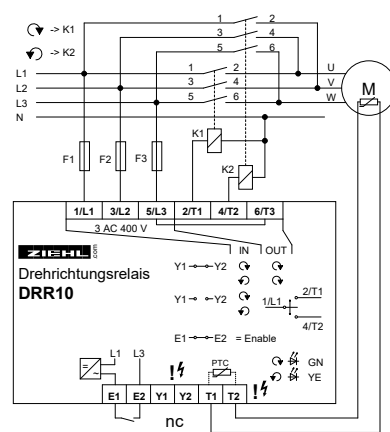 1 2
3 4
5 6
-> K1
-> K2
L1 1 2 U
L2 3 4 V
L3 5 6 W
N
M
K1
F1 F2 F3
K2
1/L1 3/L2 5/L3 2/T1 4/T2 6/T3
3 AC 400 V
ZIEHL.com
IN OUT
Drehrichtungsrelais
DRR10
Y1 Y2
2/T1
1/L1
Y1 Y2
4/T2
E1 E2 = Enable
L1 L3
PTC
GN
YE
E1 E2 Y1 Y2 T1 T2
nc